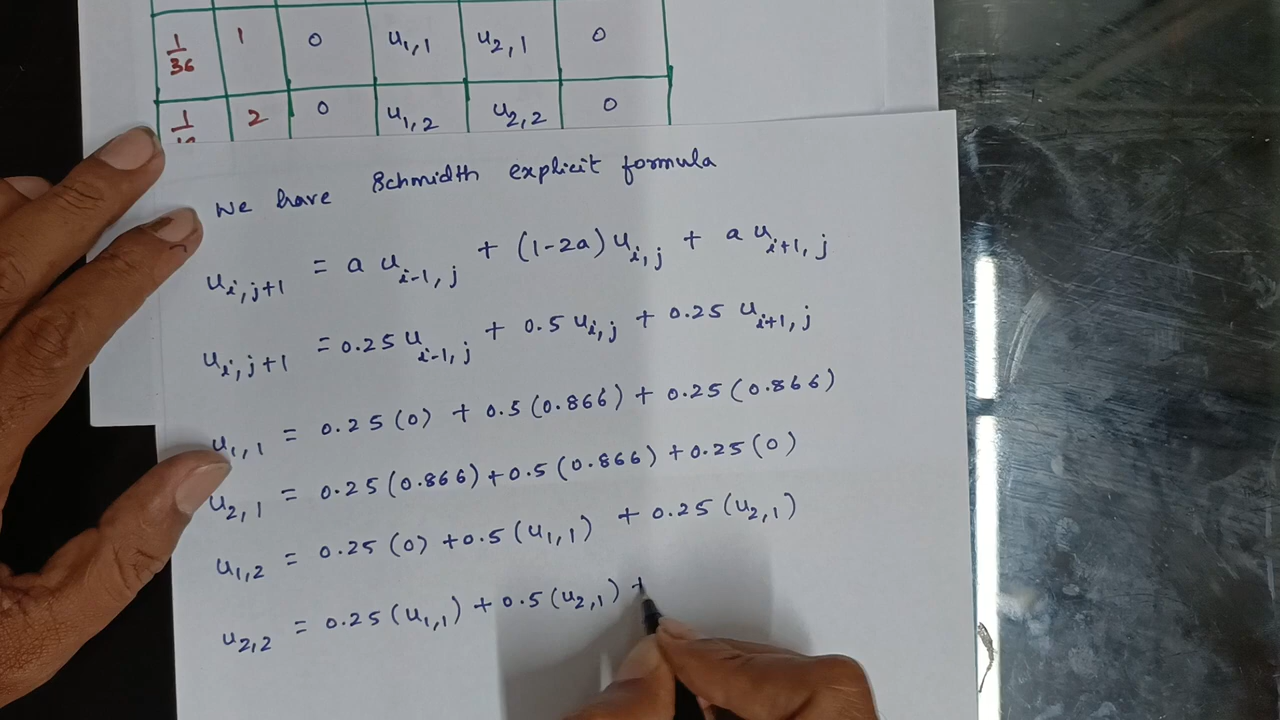 1/36 1 0 u1,1 u2,1 0
2 0 u1,2 u2,2 0
We have Schmidth explicit formula
ui,j+1 = a ui-1,j + (1-2a) ui,j + a ui+1,j
ui,j+1 = 0.25 ui-1,j + 0.5 ui,j + 0.25 ui+1,j
u1,1 = 0.25(0) + 0.5(0.866) + 0.25(0.866)
u2,1 = 0.25(0.866) + 0.5(0.866) + 0.25(0)
u1,2 = 0.25(0) + 0.5(u1,1) + 0.25(u2,1)
u2,2 = 0.25(u1,1) + 0.5(u2,1) +